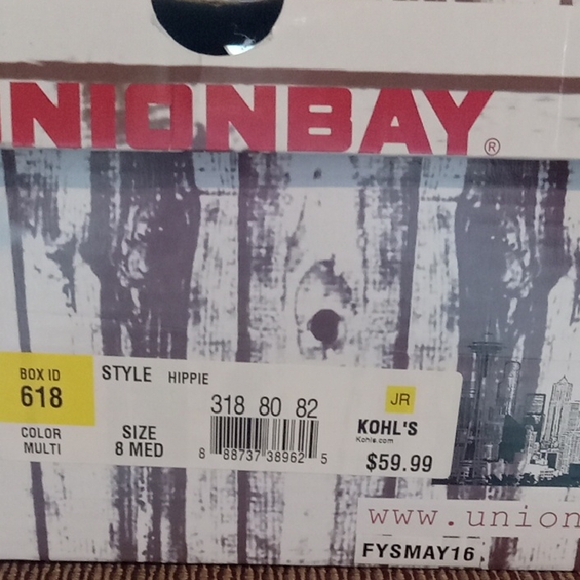 NIONBAY®
BOX ID
618
STYLE HIPPIE
COLOR
MULTI
SIZE
8 MED
318 80 82
8 88737 38962 5
JR
KOHL'S
Kohls.com
$59.99
www.union
FYSMAY16